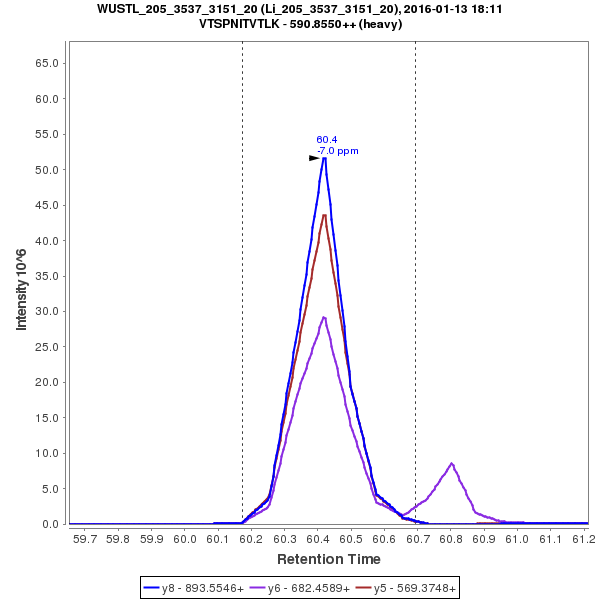 WUSTL_205_3537_3151_20 (Li_205_3537_3151_20), 2016-01-13 18:11
VTSPNITVTLK - 590.8550++ (heavy)
65.0
60.0
55.0
50.0
45.0
40.0
35.0
30.0
25.0
20.0
15.0
10.0
5.0
0.0
Intensity 10^6
60.4
-7.0 ppm
59.7 59.8 59.9 60.0 60.1 60.2 60.3 60.4 60.5 60.6 60.7 60.8 60.9 61.0 61.1 61.2
Retention Time
y8 - 893.5546+ y6 - 682.4589+ y5 - 569.3748+